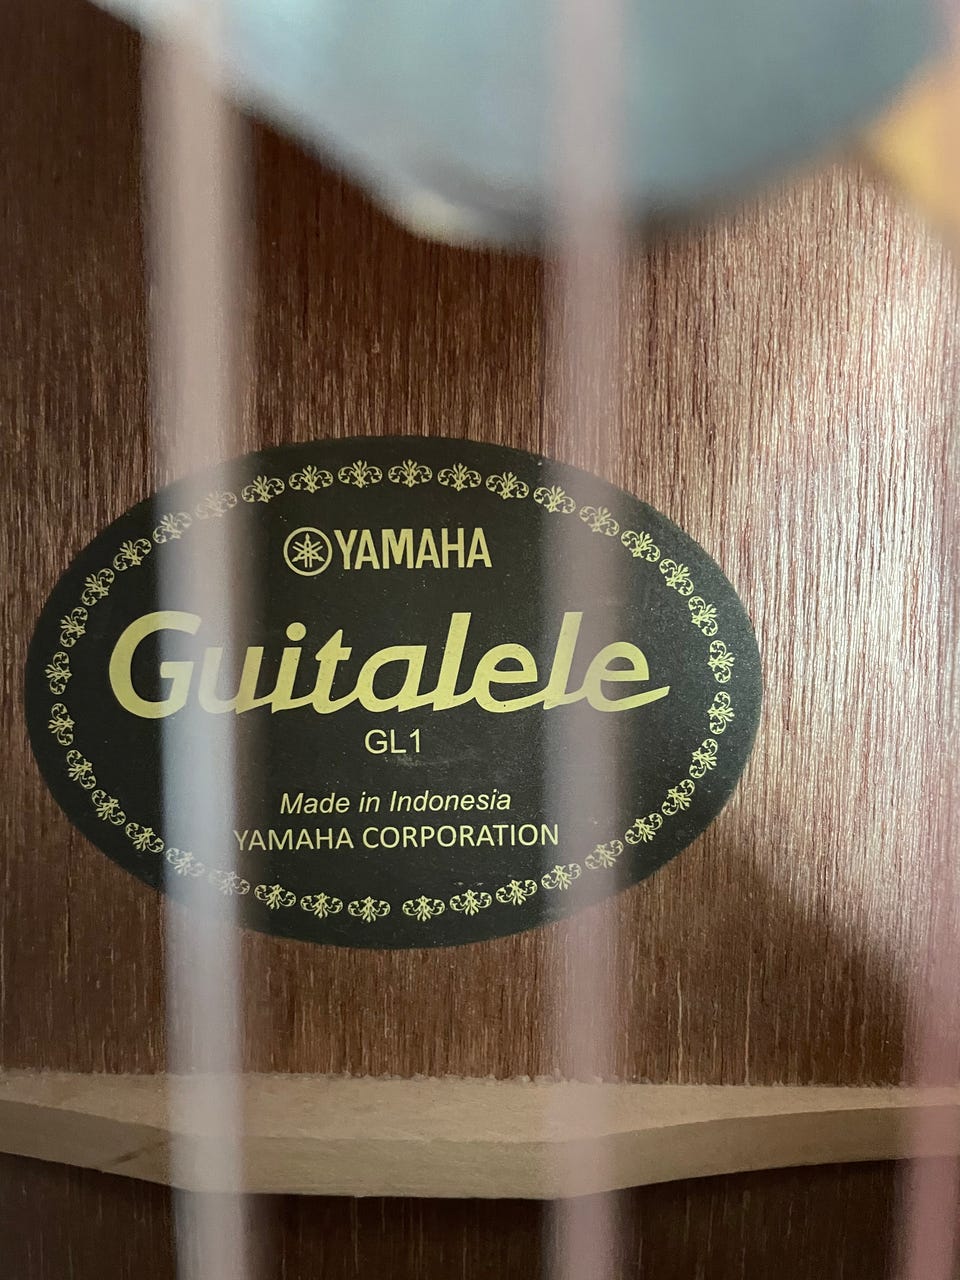 YAMAHA
Guitalele
GL1
Made in Indonesia
YAMAHA CORPORATION